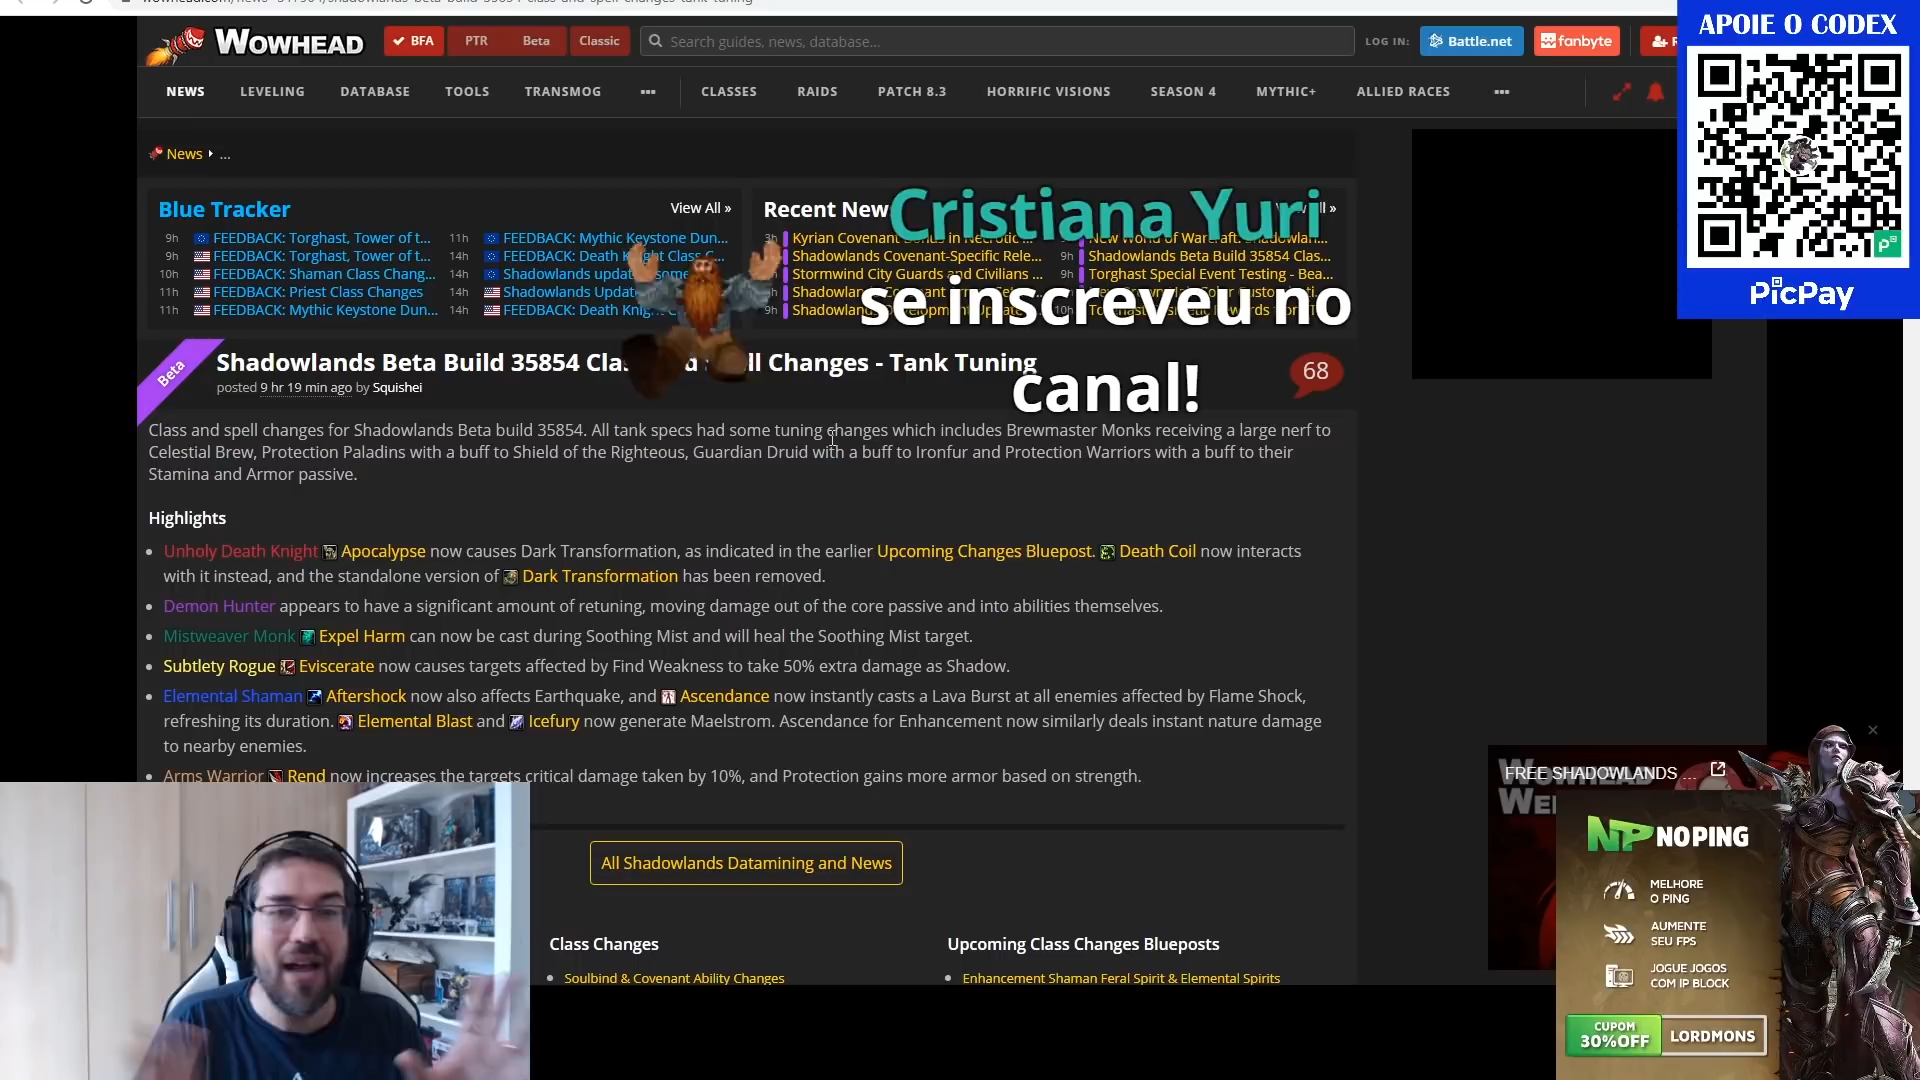 APOIE O CODEX
PicPay
WOWHEAD
BFA
PTR
Beta
Classic
Search guides, news, database...
LOG IN:
Battle.net
fanbyte
NEWS
LEVELING
DATABASE
TOOLS
TRANSMOG
CLASSES
RAIDS
PATCH 8.3
HORRIFIC VISIONS
SEASON 4
MYTHIC+
ALLIED RACES
News ...
Blue Tracker
View All »
9h FEEDBACK: Torghast, Tower of t...
9h FEEDBACK: Torghast, Tower of t...
10h FEEDBACK: Shaman Class Chang...
11h FEEDBACK: Priest Class Changes
11h FEEDBACK: Mythic Keystone Dun...
11h FEEDBACK: Mythic Keystone Dun...
14h FEEDBACK: Death Knight Class C...
14h Shadowlands update
14h Shadowlands Updat
14h FEEDBACK: Death Knig
Recent New
Kyrian Covenant Bonus in Necrotic ...
Shadowlands Covenant-Specific Rele...
Stormwind City Guards and Civilians ...
New World of Warcraft: Shadowlan...
9h Shadowlands Beta 35854 Clas...
9h Torghast Special Event Testing - Bea...
Cristiana Yuri
se inscreveu no
canal!
Beta
Shadowlands Beta Build 35854 Clas ll Changes - Tank Tuning
posted 9 hr 19 min ago by Squishei
68
Class and spell changes for Shadowlands Beta build 35854. All tank specs had some tuning changes which includes Brewmaster Monks receiving a large nerf to
Celestial Brew, Protection Paladins with a buff to Shield of the Righteous, Guardian Druid with a buff to Ironfur and Protection Warriors with a buff to their
Stamina and Armor passive.
Highlights
Unholy Death Knight Apocalypse now causes Dark Transformation, as indicated in the earlier Upcoming Changes Bluepost. Death Coil now interacts
with it instead, and the standalone version of Dark Transformation has been removed.
Demon Hunter appears to have a significant amount of retuning, moving damage out of the core passive and into abilities themselves.
Mistweaver Monk Expel Harm can now be cast during Soothing Mist and will heal the Soothing Mist target.
Subtlety Rogue Eviscerate now causes targets affected by Find Weakness to take 50% extra damage as Shadow.
Elemental Shaman Aftershock now also affects Earthquake, and Ascendance now instantly casts a Lava Burst at all enemies affected by Flame Shock,
refreshing its duration. Elemental Blast and Icefury now generate Maelstrom. Ascendance for Enhancement now similarly deals instant nature damage
to nearby enemies.
Arms Warrior Rend now increases the targets critical damage taken by 10%, and Protection gains more armor based on strength.
All Shadowlands Datamining and News
Class Changes
Soulbind & Covenant Ability Changes
Upcoming Class Changes Blueposts
Enhancement Shaman Feral Spirit & Elemental Spirits
FREE SHADOWLANDS ...
NP NOPING
MELHORE
O PING
AUMENTE
SEU FPS
JOGUE JOGOS
COM IP BLOCK
CUPOM
30%OFF
LORDMONS